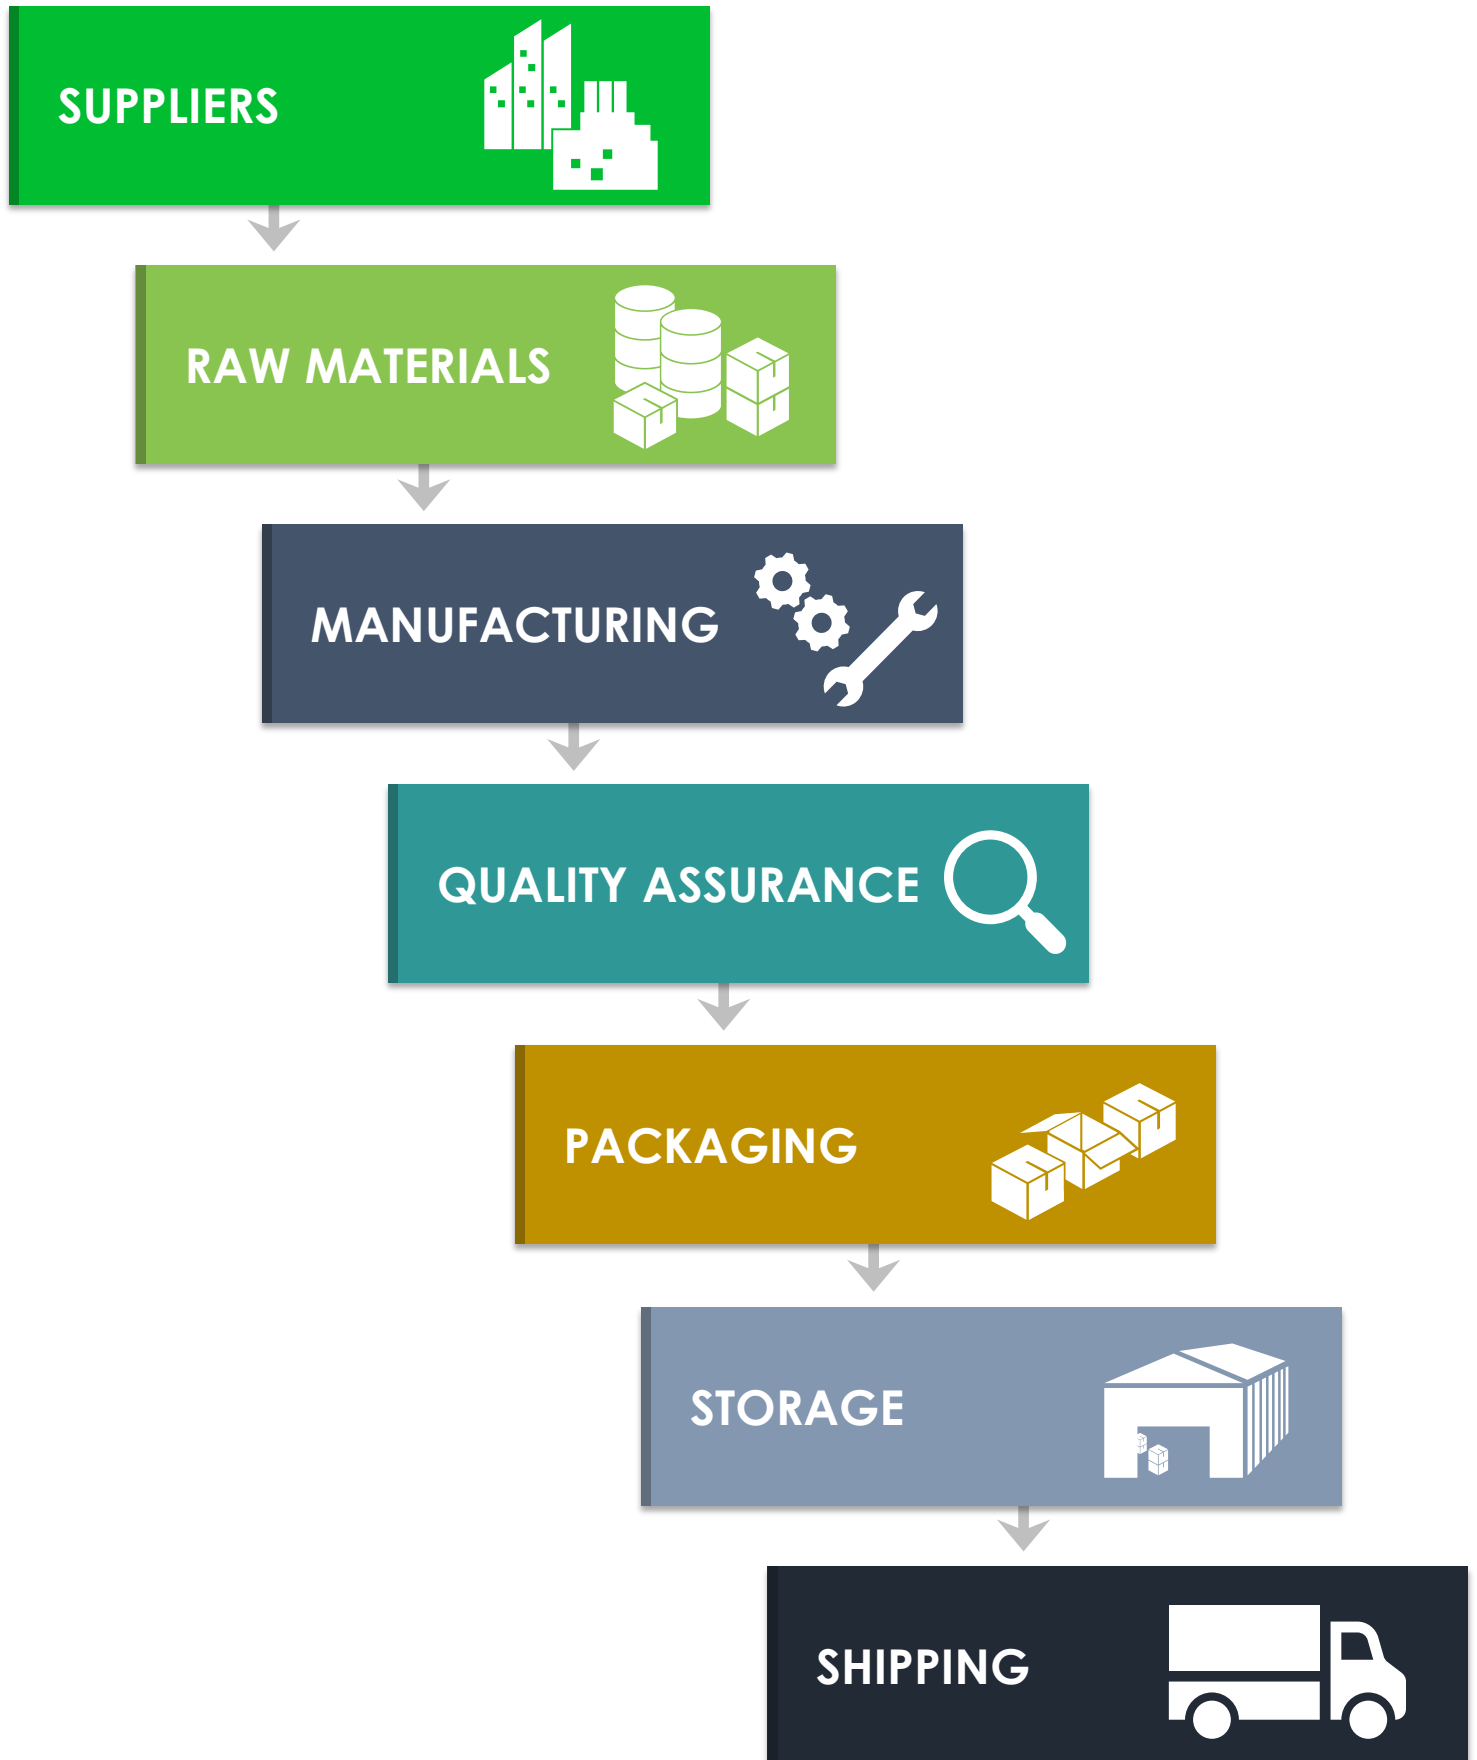 SUPPLIERS
RAW MATERIALS
MANUFACTURING
QUALITY ASSURANCE
PACKAGING
STORAGE
SHIPPING